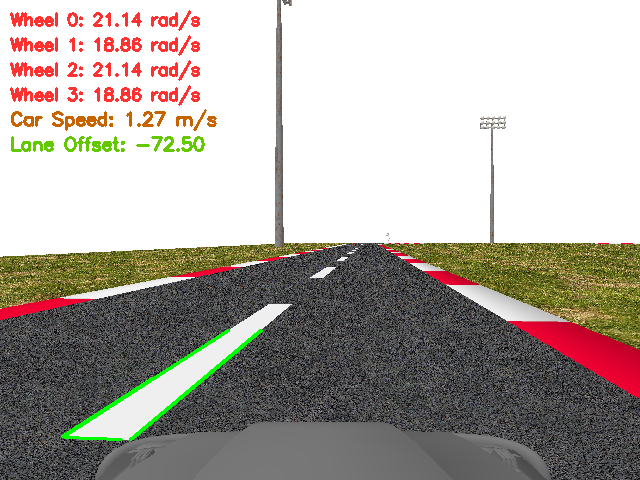 Wheel 0: 21.14 rad/s
Wheel 1: 18.86 rad/s
Wheel 2: 21.14 rad/s
Wheel 3: 18.86 rad/s
Car Speed: 1.27 m/s
Lane Offset: -72.50